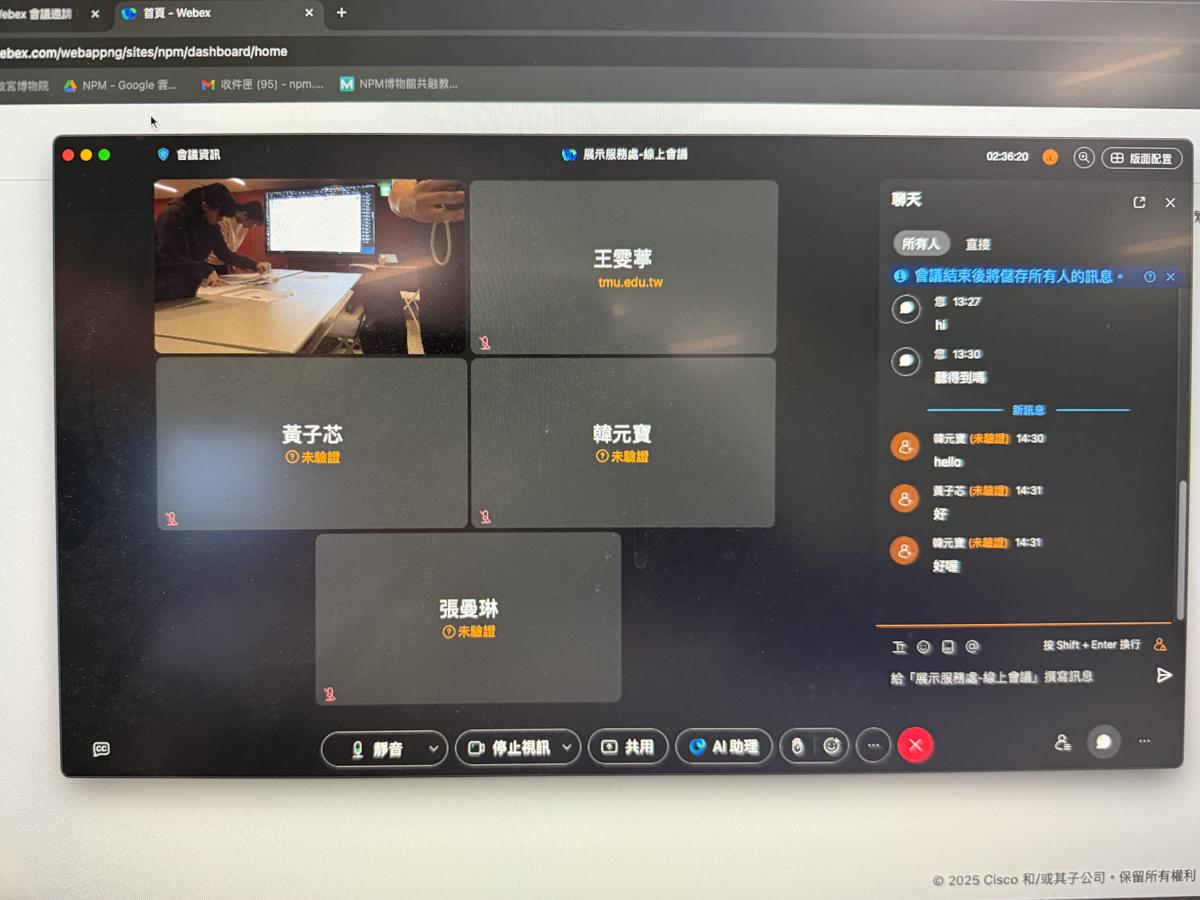 ebex 會議邀請
首頁 - Webex
ebex.com/webappng/sites/npm/dashboard/home
故宮博物院
NPM - Google 雲...
收件匣 (95) - npm....
NPM博物館共融教...
會議資訊
展示服務處-線上會議
02:36:20
版面配置
王雯葶
tmu.edu.tw
黃子芯
未驗證
韓元寶
未驗證
張曼琳
未驗證
聊天
所有人
直接
會議結束後將儲存所有人的訊息。
您 13:27
hi
您 13:30
聽得到嗎
新訊息
韓元寶 (未驗證) 14:30
hello
黃子芯 (未驗證) 14:31
好
韓元寶 (未驗證) 14:31
好喔
按 Shift + Enter 換行
給「展示服務處-線上會議」撰寫訊息
CC
靜音
停止視訊
共用
AI 助理
© 2025 Cisco 和/或其子公司。保留所有權利